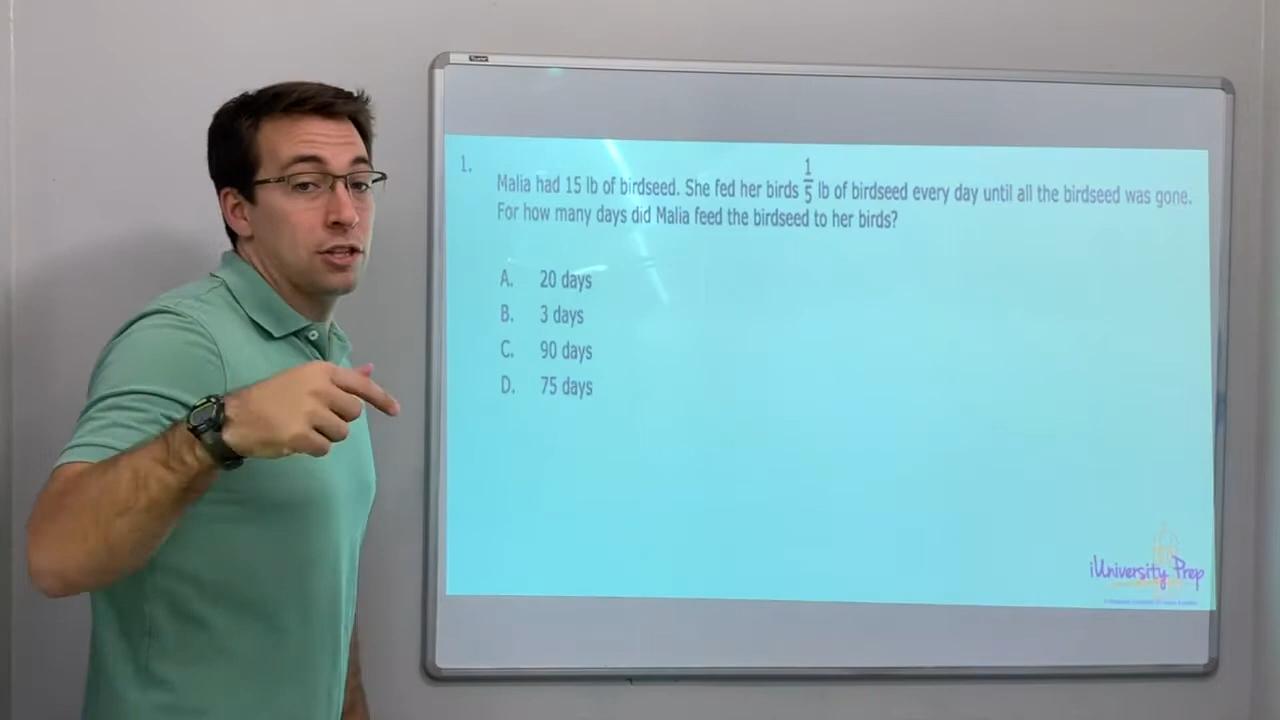 1.
Malia had 15 lb of birdseed. She fed her birds 1/5 lb of birdseed every day until all the birdseed was gone.
For how many days did Malia feed the birdseed to her birds?
A. 20 days
B. 3 days
C. 90 days
D. 75 days
iUniversity Prep